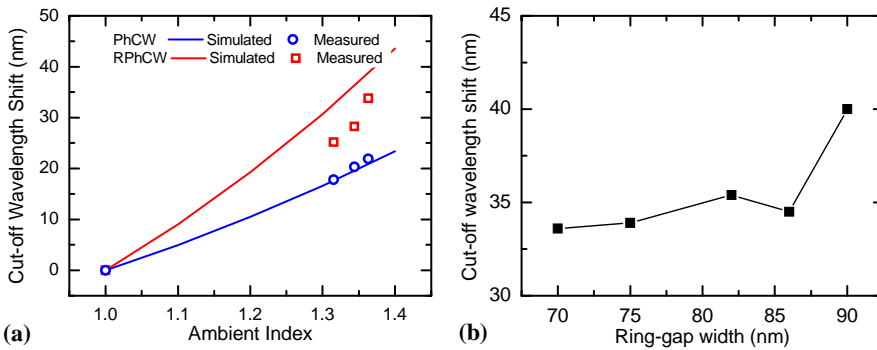 PhCW Simulated Measured
RPhCW Simulated Measured
Cut-off Wavelength Shift (nm)
50
40
30
20
10
0
1.0 1.1 1.2 1.3 1.4
Ambient Index
(a)
Cut-off wavelength shift (nm)
45
40
35
30
70 75 80 85 90
Ring-gap width (nm)
(b)